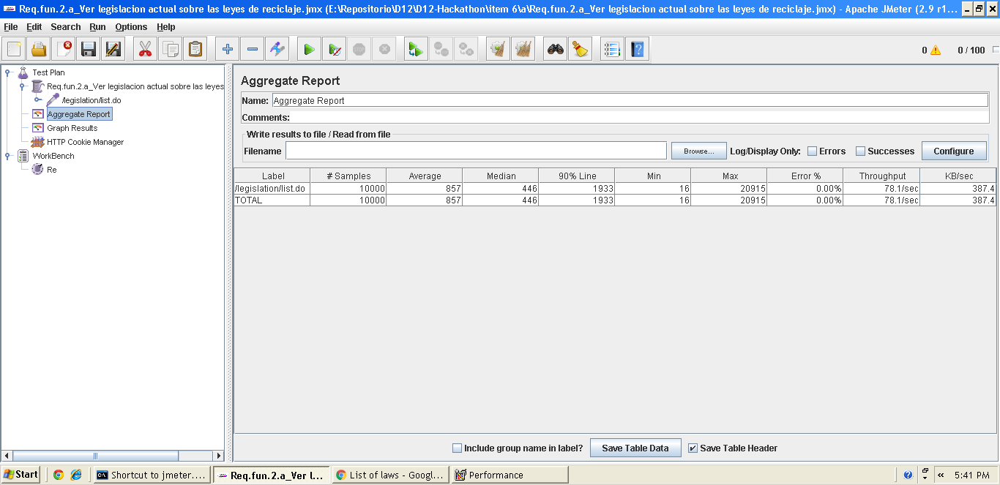 Req.fun.2.a_Ver legislacion actual sobre las leyes de reciclaje.jmx (E:\Repositorio\D12\D12-Hackathon\item 6\a\Req.fun.2.a_Ver legislacion actual sobre las leyes de reciclaje.jmx) - Apache JMeter (2.9 r1...
File Edit Search Run Options Help
0 0 / 100
Test Plan
Req.fun.2.a_Ver legislacion actual sobre las leyes
/legislation/list.do
Aggregate Report
Graph Results
HTTP Cookie Manager
WorkBench
Re
Aggregate Report
Name: Aggregate Report
Comments:
Write results to file / Read from file
Filename Browse... Log/Display Only: Errors Successes Configure
Label # Samples Average Median 90% Line Min Max Error % Throughput KB/sec
/legislation/list.do 10000 857 446 1933 16 20915 0.00% 78.1/sec 387.4
TOTAL 10000 857 446 1933 16 20915 0.00% 78.1/sec 387.4
Include group name in label? Save Table Data Save Table Header
Start Shortcut to jmeter.... Req.fun.2.a_Ver l... List of laws - Googl... Performance 5:41 PM